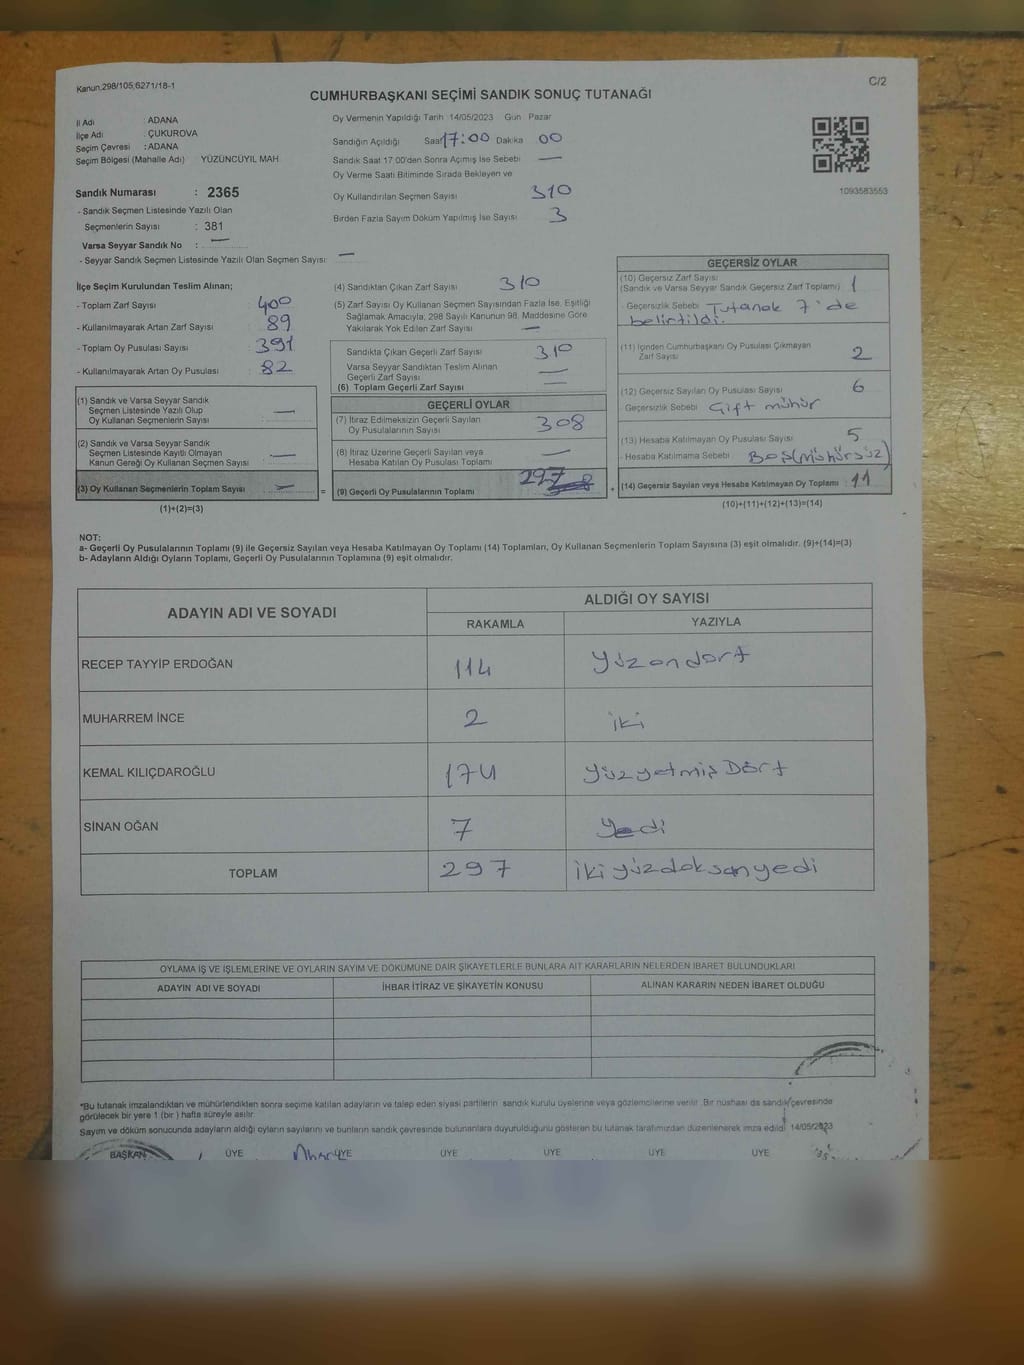 Kanun:298/105;6271/18-1
C/2
CUMHURBAŞKANI SEÇİMİ SANDIK SONUÇ TUTANAĞI
İl Adı : ADANA
İlçe Adı : ÇUKUROVA
Seçim Çevresi : ADANA
Seçim Bölgesi (Mahalle Adı) YÜZÜNCÜYIL MAH.
Sandık Numarası : 2365
- Sandık Seçmen Listesinde Yazılı Olan
Seçmenlerin Sayısı : 381
Varsa Seyyar Sandık No : —
- Seyyar Sandık Seçmen Listesinde Yazılı Olan Seçmen Sayısı: —
Oy Vermenin Yapıldığı Tarih :14/05/2023 Gün : Pazar
Sandığın Açıldığı Saat 17:00 Dakika 00
Sandık Saat 17.00'den Sonra Açımış İse Sebebi —
Oy Verme Saati Bitiminde Sırada Bekleyen ve
Oy Kullandırılan Seçmen Sayısı 310
Birden Fazla Sayım Döküm Yapılmış İse Sayısı 3
1093583553
İlçe Seçim Kurulundan Teslim Alınan;
- Toplam Zarf Sayısı 400
- Kullanılmayarak Artan Zarf Sayısı 89
- Toplam Oy Pusulası Sayısı 391
- Kullanılmayarak Artan Oy Pusulası 82
(1) Sandık ve Varsa Seyyar Sandık
Seçmen Listesinde Yazılı Olup
Oy Kullanan Seçmenlerin Sayısı —
(2) Sandık ve Varsa Seyyar Sandık
Seçmen Listesinde Kayıtlı Olmayan
Kanun Gereği Oy Kullanan Seçmen Sayısı —
(3) Oy Kullanan Seçmenlerin Toplam Sayısı : — =
(1)+(2)=(3)
(4) Sandıktan Çıkan Zarf Sayısı 310
(5) Zarf Sayısı Oy Kullanan Seçmen Sayısından Fazla İse, Eşitliği
Sağlamak Amacıyla; 298 Sayılı Kanunun 98. Maddesine Göre
Yakılarak Yok Edilen Zarf Sayısı —
Sandıkta Çıkan Geçerli Zarf Sayısı 310
Varsa Seyyar Sandıktan Teslim Alınan
Geçerli Zarf Sayısı —
(6) Toplam Geçerli Zarf Sayısı —
GEÇERLİ OYLAR
(7) İtiraz Edilmeksizin Geçerli Sayılan
Oy Pusulalarının Sayısı 308
(8) İtiraz Üzerine Geçerli Sayılan veya
Hesaba Katılan Oy Pusulası Toplamı —
(9) Geçerli Oy Pusulalarının Toplamı 297 +
GEÇERSİZ OYLAR
(10) Geçersiz Zarf Sayısı
(Sandık ve Varsa Seyyar Sandık Geçersiz Zarf Toplamı) 1
Geçersizlik Sebebi Tutanak 7'de
belirtildi.
(11) İçinden Cumhurbaşkanı Oy Pusulası Çıkmayan
Zarf Sayısı 2
(12) Geçersiz Sayılan Oy Pusulası Sayısı 6
Geçersizlik Sebebi Çift mühür
(13) Hesaba Katılmayan Oy Pusulası Sayısı 5
Hesaba Katılmama Sebebi BOŞ(mühürsüz)
(14) Geçersiz Sayılan veya Hesaba Katılmayan Oy Toplamı : 11
(10)+(11)+(12)+(13)=(14)
NOT:
a- Geçerli Oy Pusulalarının Toplamı (9) ile Geçersiz Sayılan veya Hesaba Katılmayan Oy Toplamı (14) Toplamları, Oy Kullanan Seçmenlerin Toplam Sayısına (3) eşit olmalıdır. (9)+(14)=(3)
b- Adayların Aldığı Oyların Toplamı, Geçerli Oy Pusulalarının Toplamına (9) eşit olmalıdır.
ADAYIN ADI VE SOYADI
ALDIĞI OY SAYISI
RAKAMLA YAZIYLA
RECEP TAYYİP ERDOĞAN 114 Yüzondört
MUHARREM İNCE 2 iki
KEMAL KILIÇDAROĞLU 174 YüzyetmişDört
SİNAN OĞAN 7 Yedi
TOPLAM 297 ikiyüzdoksanyedi
OYLAMA İŞ VE İŞLEMLERİNE VE OYLARIN SAYIM VE DÖKÜMÜNE DAİR ŞİKAYETLERLE BUNLARA AİT KARARLARIN NELERDEN İBARET BULUNDUKLARI
ADAYIN ADI VE SOYADI İHBAR İTİRAZ VE ŞİKAYETİN KONUSU ALINAN KARARIN NEDEN İBARET OLDUĞU
*Bu tutanak imzalandıktan ve mühürlendikten sonra seçime katılan adayların ve talep eden siyasi partilerin sandık kurulu üyelerine veya gözlemcilerine verilir. Bir nüshası da sandık çevresinde
görülecek bir yere 1 (bir ) hafta süreyle asılır.
Sayım ve döküm sonucunda adayların aldığı oyların sayılarını ve bunların sandık çevresinde bulunanlara duyurulduğunu gösteren bu tutanak tarafımızdan düzenlenerek imza edildi. 14/05/2023
BAŞKAN ÜYE ÜYE ÜYE ÜYE ÜYE ÜYE